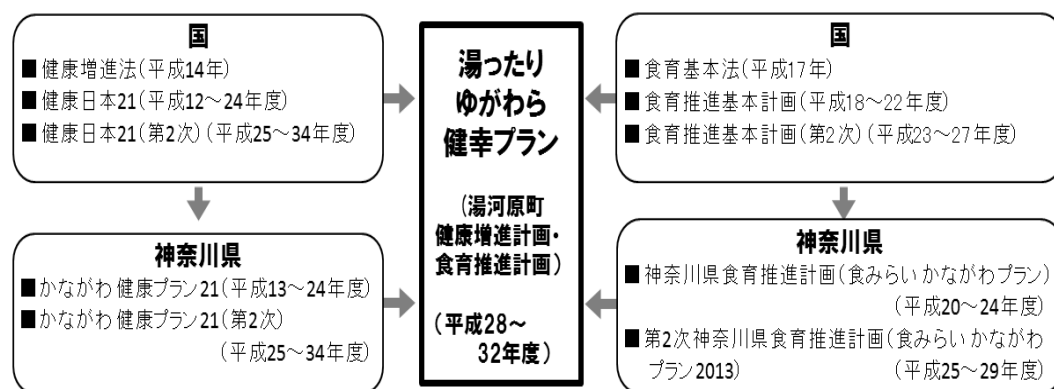 国
■健康増進法(平成14年)
■健康日本21(平成12～24年度)
■健康日本21(第2次)(平成25～34年度)
神奈川県
■かながわ健康プラン21(平成13～24年度)
■かながわ健康プラン21(第2次)
(平成25～34年度)
湯ったり
ゆがわら
健幸プラン
(湯河原町
健康増進計画・
食育推進計画)
(平成28～
32年度)
国
■食育基本法(平成17年)
■食育推進基本計画(平成18～22年度)
■食育推進基本計画(第2次)(平成23～27年度)
神奈川県
■神奈川県食育推進計画(食みらいかながわプラン)
(平成20～24年度)
■第2次神奈川県食育推進計画(食みらいかながわ
プラン2013) (平成25～29年度)